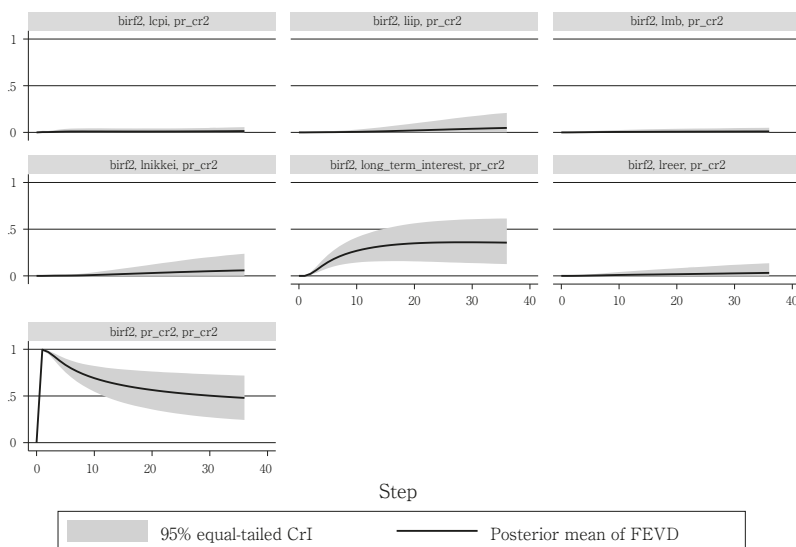 birf2, lcpi, pr_cr2
birf2, liip, pr_cr2
birf2, lmb, pr_cr2
1
.5
0
birf2, lnikkei, pr_cr2
birf2, long_term_interest, pr_cr2
birf2, lreer, pr_cr2
1
.5
0
0 10 20 30 40
0 10 20 30 40
birf2, pr_cr2, pr_cr2
1
.5
0
0 10 20 30 40
Step
95% equal-tailed CrI
Posterior mean of FEVD